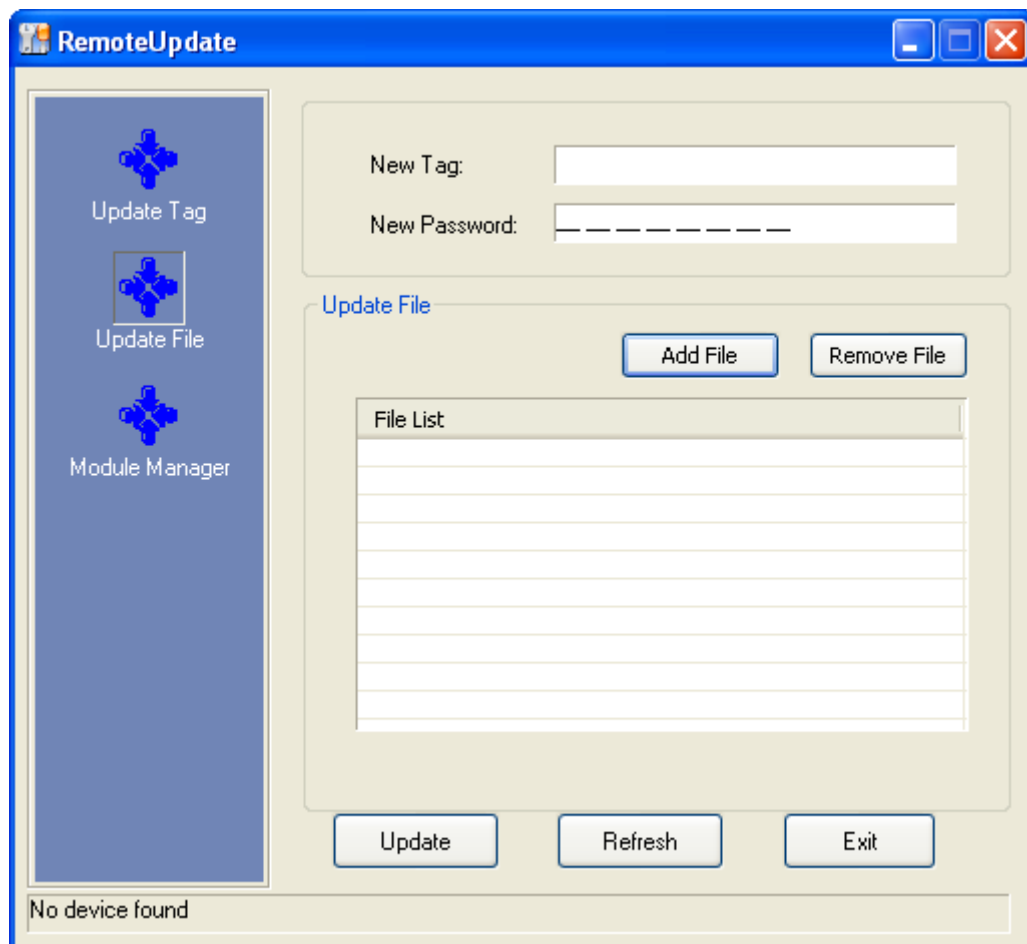 RemoteUpdate
Update Tag
Update File
Module Manager
New Tag:
New Password: _ _ _ _ _ _ _ _
Update File
Add File Remove File
File List
Update Refresh Exit
No device found